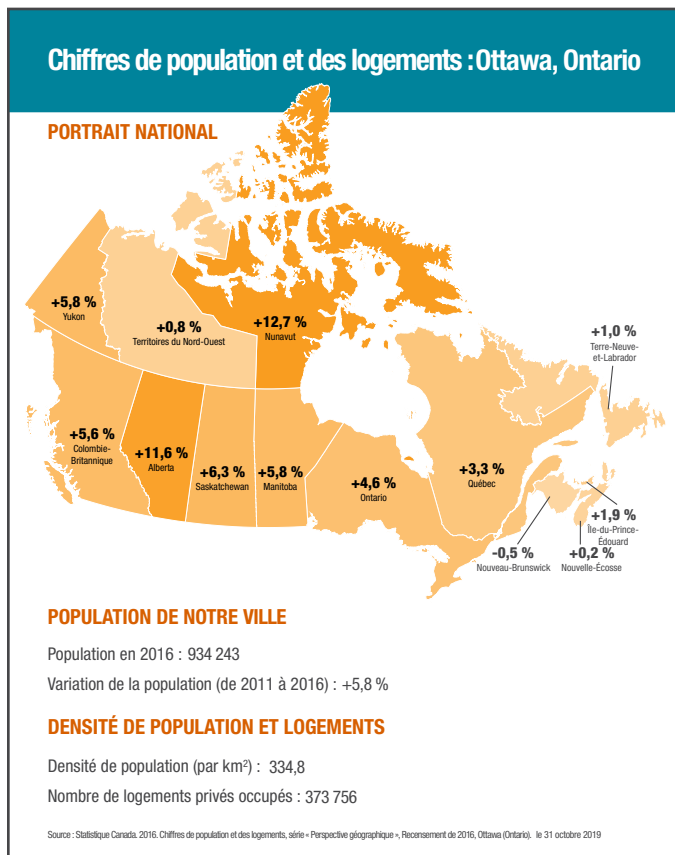 Chiffres de population et des logements : Ottawa, Ontario
PORTRAIT NATIONAL
+5,8 %
Yukon
+0,8 %
Territoires du Nord-Ouest
+12,7 %
Nunavut
+1,0 %
Terre-Neuve-
et-Labrador
+5,6 %
Colombie-
Britannique
+11,6 %
Alberta
+6,3 %
Saskatchewan
+5,8 %
Manitoba
+4,6 %
Ontario
+3,3 %
Québec
+1,9 %
Île-du-Prince-
Édouard
-0,5 %
Nouveau-Brunswick
+0,2 %
Nouvelle-Écosse
POPULATION DE NOTRE VILLE
Population en 2016 : 934 243
Variation de la population (de 2011 à 2016) : +5,8 %
DENSITÉ DE POPULATION ET LOGEMENTS
Densité de population (par km²) : 334,8
Nombre de logements privés occupés : 373 756
Source : Statistique Canada. 2016. Chiffres de population et des logements, série « Perspective géographique », Recensement de 2016, Ottawa (Ontario). le 31 octobre 2019